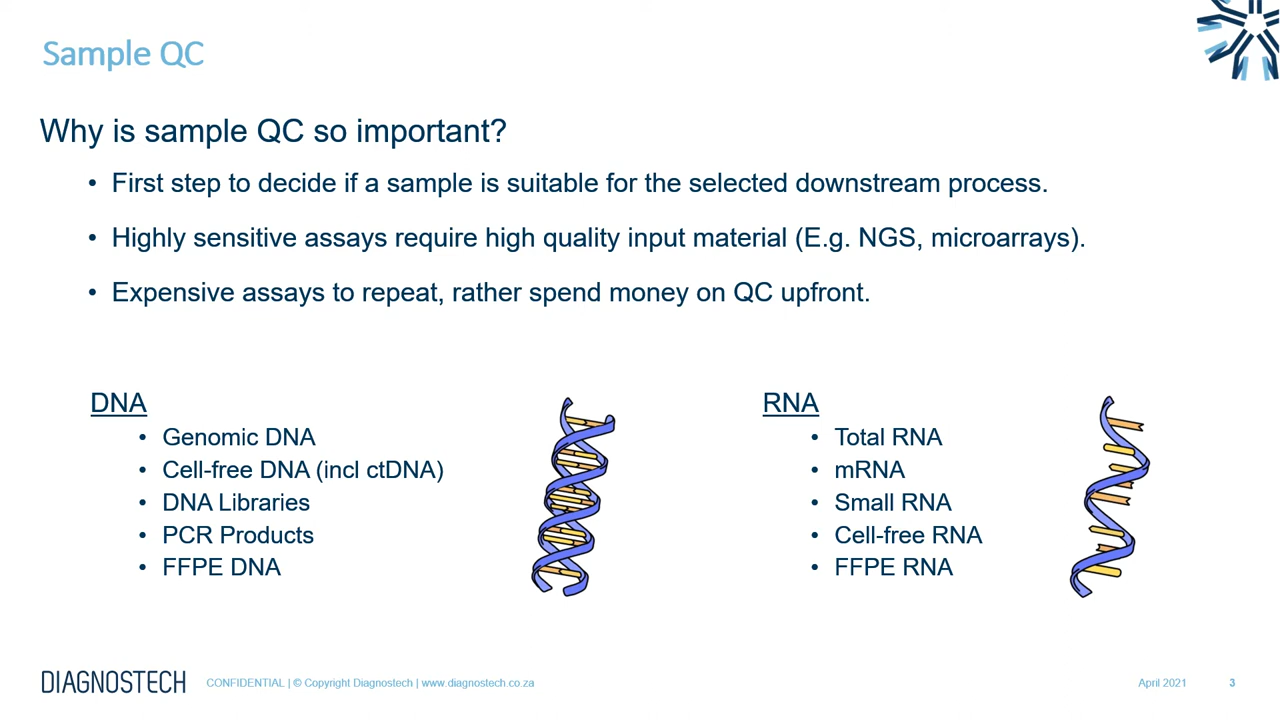 Sample QC
Why is sample QC so important?
• First step to decide if a sample is suitable for the selected downstream process.
• Highly sensitive assays require high quality input material (E.g. NGS, microarrays).
• Expensive assays to repeat, rather spend money on QC upfront.
DNA
• Genomic DNA
• Cell-free DNA (incl ctDNA)
• DNA Libraries
• PCR Products
• FFPE DNA
RNA
• Total RNA
• mRNA
• Small RNA
• Cell-free RNA
• FFPE RNA
DIAGNOSTECH CONFIDENTIAL | © Copyright Diagnostech | www.diagnostech.co.za April 2021 3